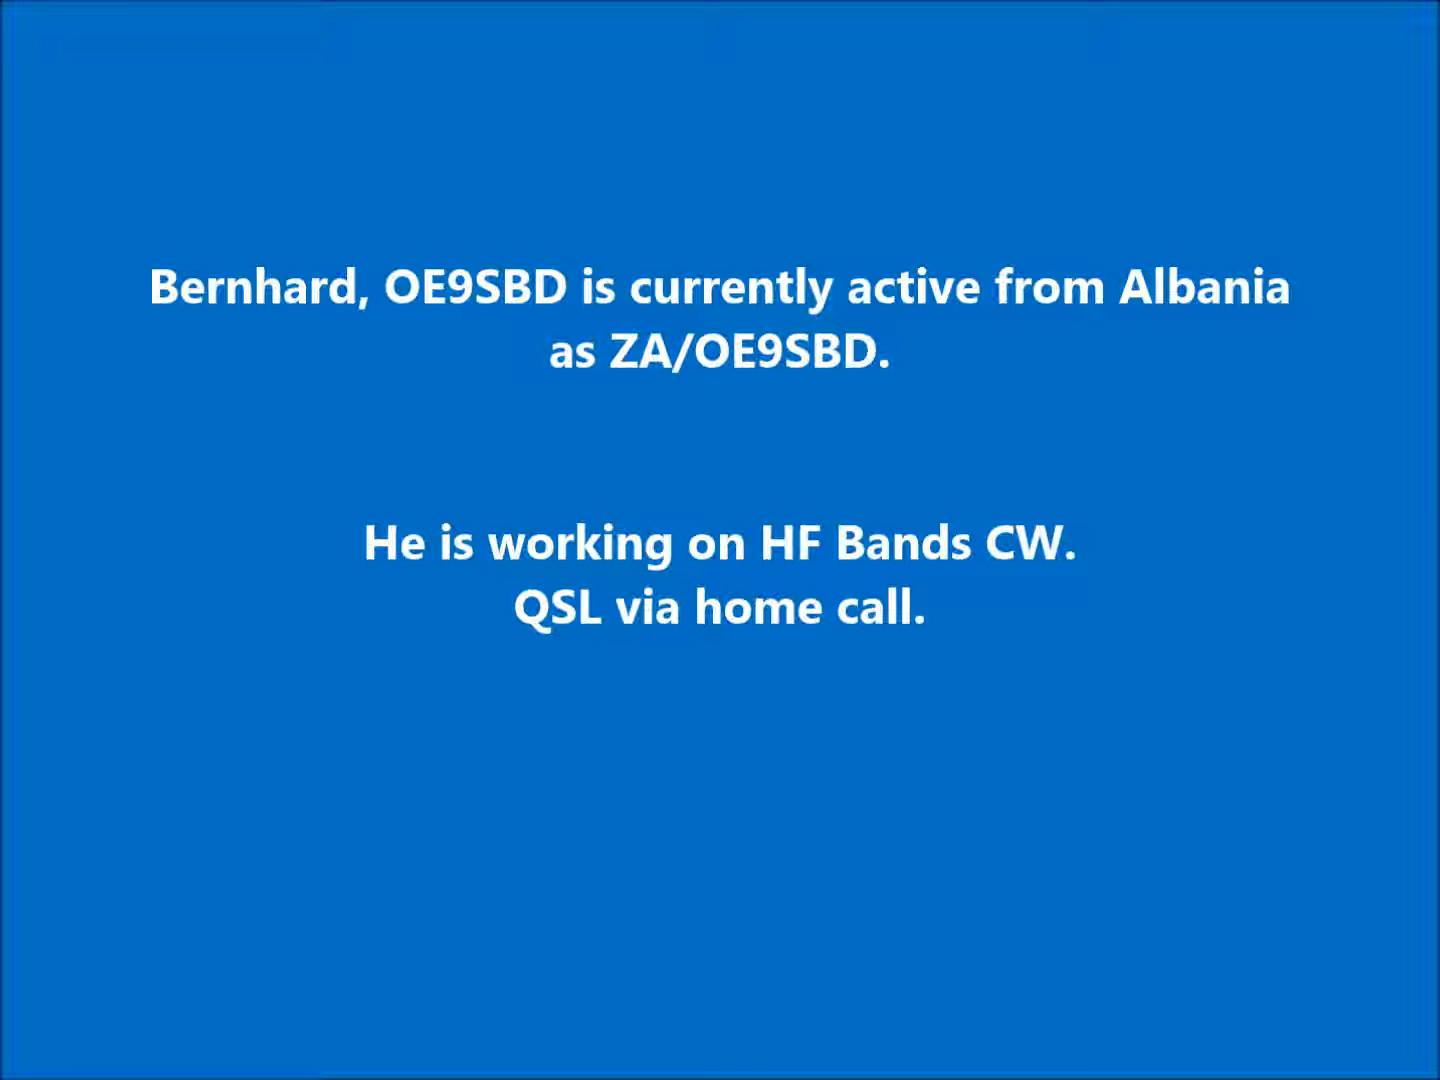 Bernhard, OE9SBD is currently active from Albania
as ZA/OE9SBD.
He is working on HF Bands CW.
QSL via home call.